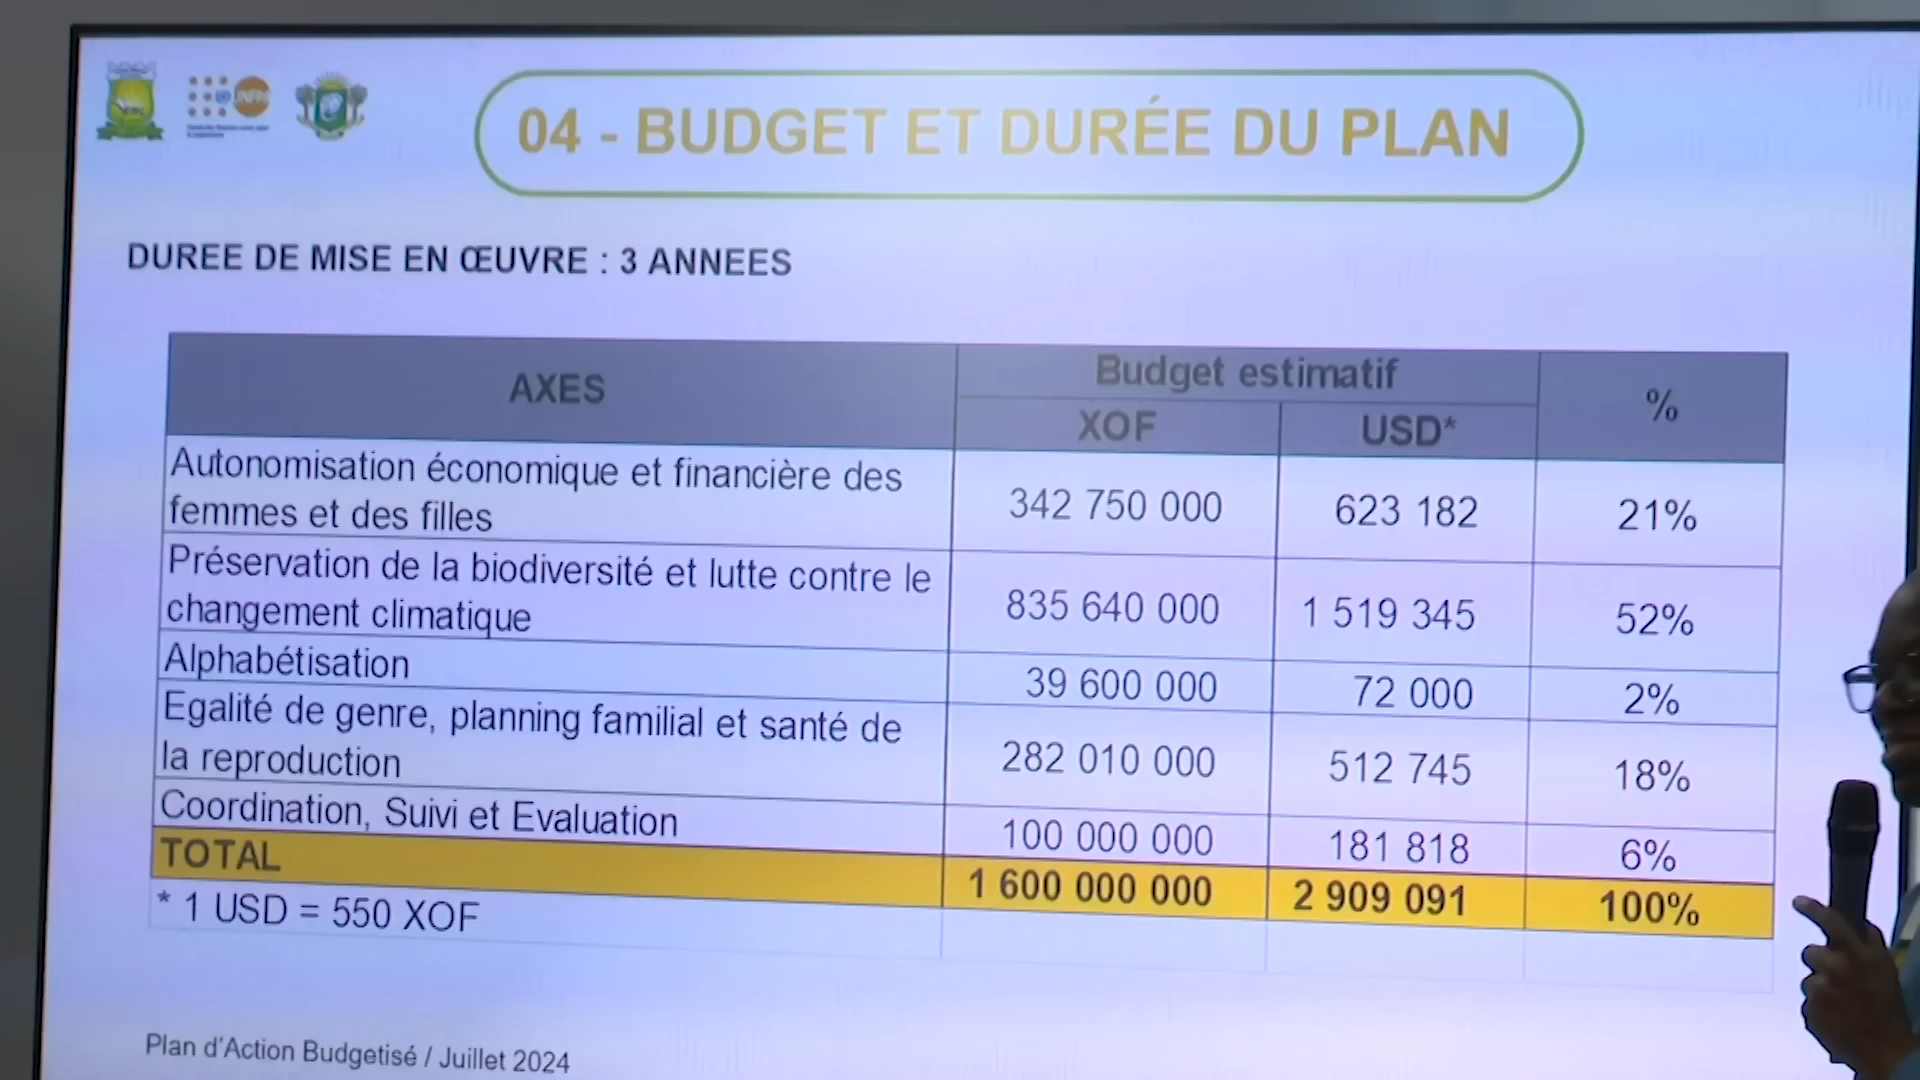 04 - BUDGET ET DURÉE DU PLAN
DUREE DE MISE EN ŒUVRE : 3 ANNEES
AXES
Budget estimatif
%
XOF
USD*
Autonomisation économique et financière des
femmes et des filles
342 750 000
623 182
21%
Préservation de la biodiversité et lutte contre le
changement climatique
835 640 000
1 519 345
52%
Alphabétisation
39 600 000
72 000
2%
Egalité de genre, planning familial et santé de
la reproduction
282 010 000
512 745
18%
Coordination, Suivi et Evaluation
100 000 000
181 818
6%
TOTAL
1 600 000 000
2 909 091
100%
* 1 USD = 550 XOF
Plan d'Action Budgetisé / Juillet 2024